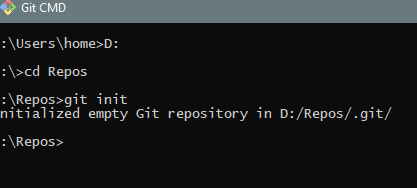 Git CMD
:\Users\home>D:
:\>cd Repos
:\Repos>git init
nitialized empty Git repository in D:/Repos/.git/
:\Repos>